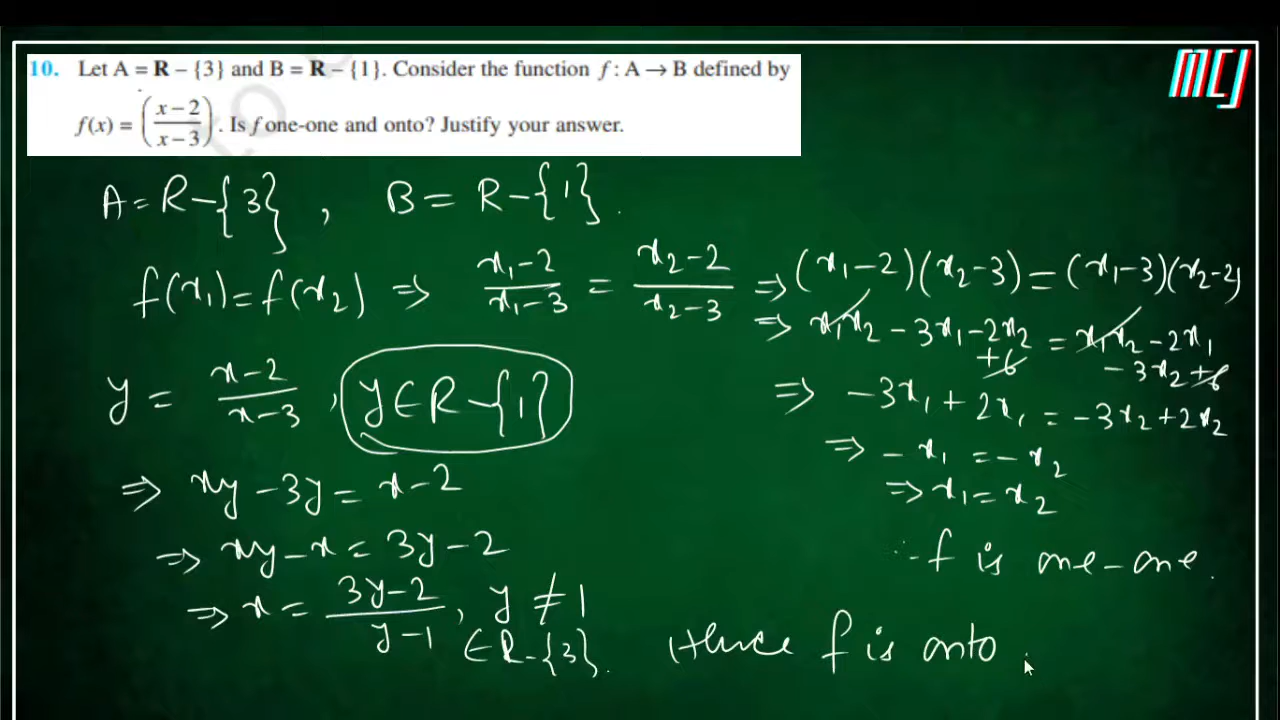 MCJ
10. Let A = R – {3} and B = R – {1}. Consider the function f : A → B defined by
f(x) = (x – 2 / x – 3). Is f one-one and onto? Justify your answer.
A = R – {3}, B = R – {1}.
f(x₁) = f(x₂) ⇒ x₁ – 2 / x₁ – 3 = x₂ – 2 / x₂ – 3
⇒ (x₁ – 2)(x₂ – 3) = (x₁ – 3)(x₂ – 2)
⇒ x₁x₂ – 3x₁ – 2x₂ + 6 = x₁x₂ – 2x₁ – 3x₂ + 6
⇒ – 3x₁ + 2x₁ = – 3x₂ + 2x₂
⇒ – x₁ = – x₂
⇒ x₁ = x₂
∴ f is one-one.
y = x – 2 / x – 3, y ∈ R – {1}
⇒ xy – 3y = x – 2
⇒ xy – x = 3y – 2
⇒ x = 3y – 2 / y – 1, y ≠ 1
∈ R – {3}.
Hence f is onto.